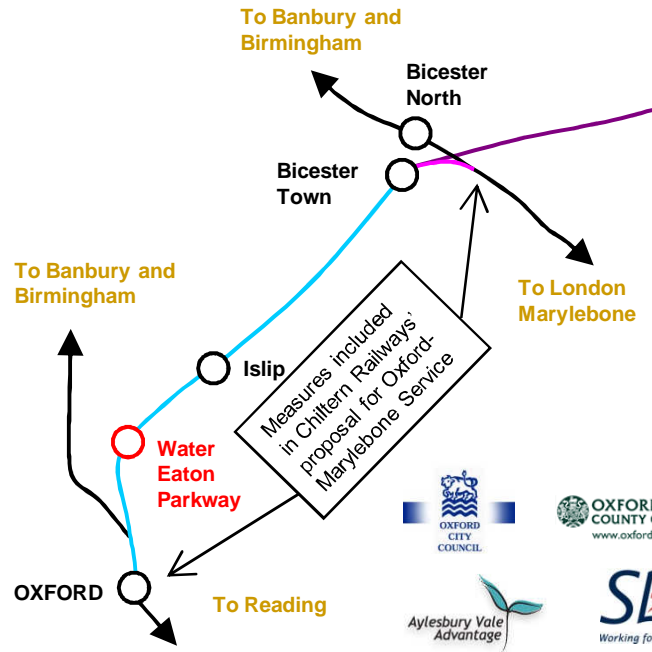 To Banbury and
Birmingham
Bicester
North
Bicester
Town
To Banbury and
Birmingham
To London
Marylebone
Islip
Measures included
in Chiltern Railways'
proposal for Oxford-
Marylebone Service
Water
Eaton
Parkway
OXFORD
To Reading
OXFORD
CITY
COUNCIL
OXFORD
COUNTY C
www.oxford
Aylesbury Vale
Advantage
Working fo